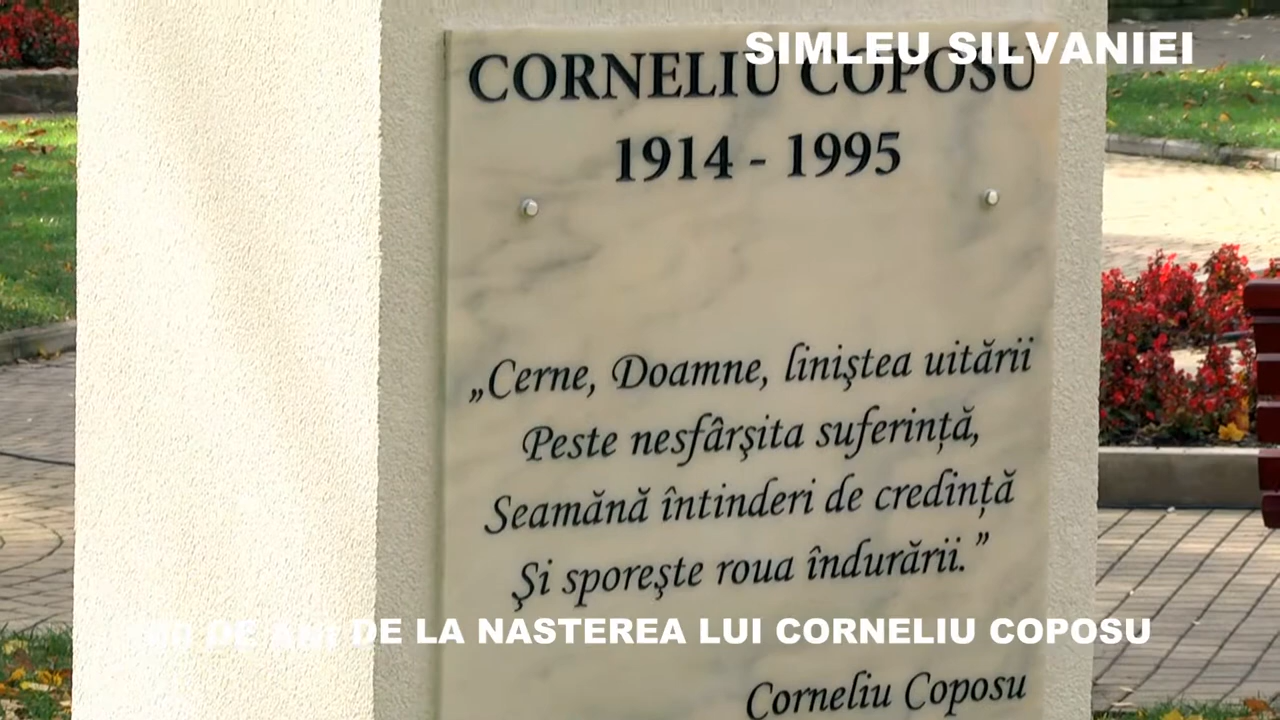 SIMLEU SILVANIEI
CORNELIU COPOSU
1914 - 1995
„Cerne, Doamne, liniştea uitării
Peste nesfârşita suferinţă,
Seamănă întinderi de credinţă
Şi sporeşte roua îndurării.”
DE DE LA NASTEREA LUI CORNELIU COPOSU
Corneliu Coposu